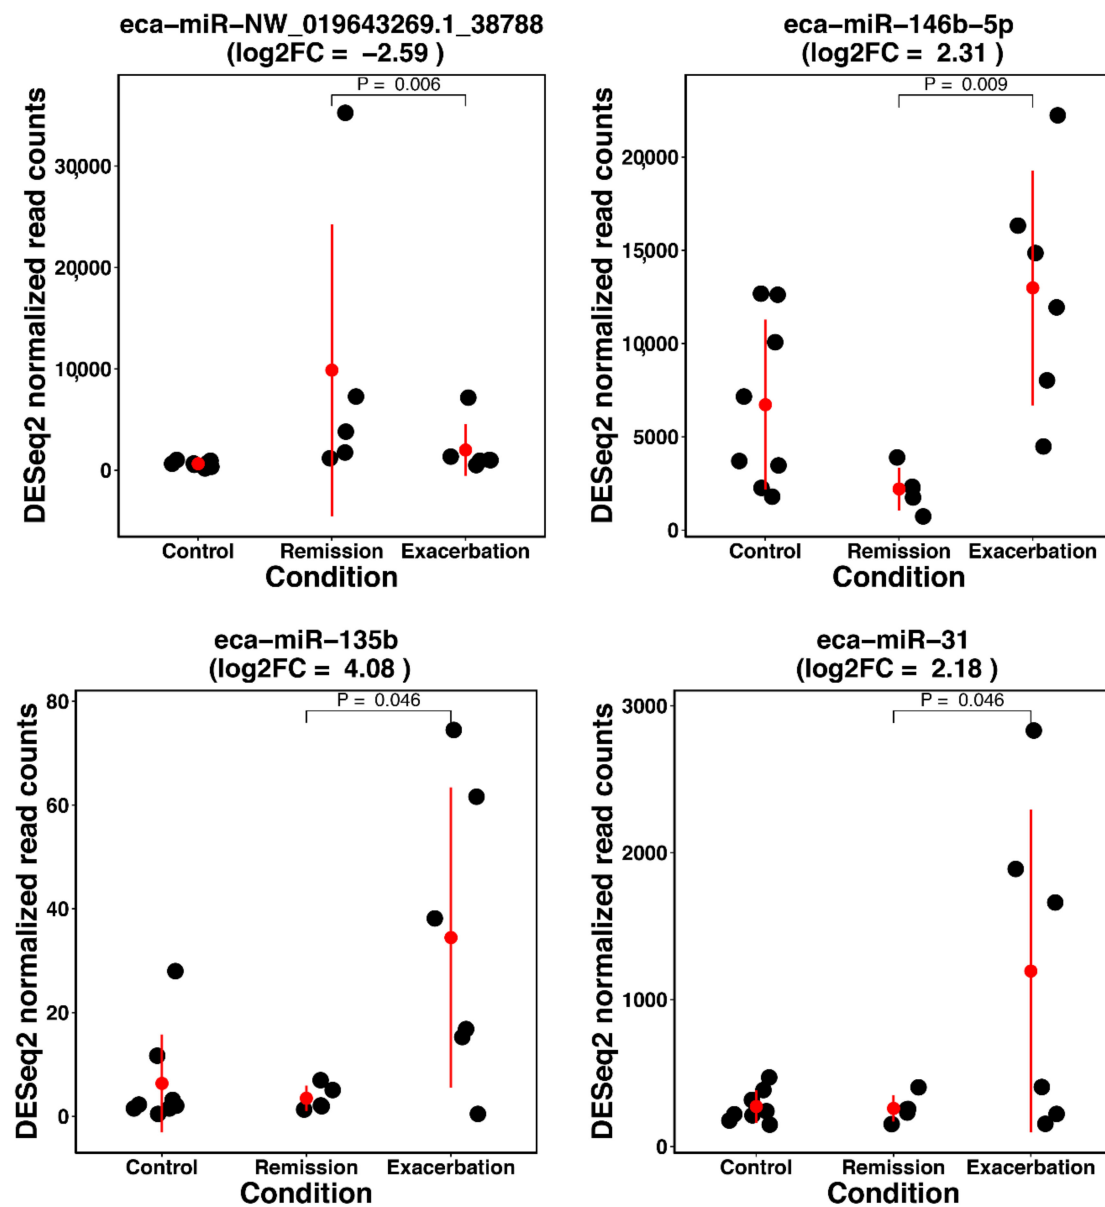 eca-miR-NW_019643269.1_38788
(log2FC = −2.59 )
P = 0.006
DESeq2 normalized read counts
30,000
20,000
10,000
0
Control Remission Exacerbation
Condition
eca-miR-146b-5p
(log2FC = 2.31 )
P = 0.009
DESeq2 normalized read counts
20,000
15,000
10,000
5000
0
Control Remission Exacerbation
Condition
eca-miR-135b
(log2FC = 4.08 )
P = 0.046
DESeq2 normalized read counts
80
60
40
20
0
Control Remission Exacerbation
Condition
eca-miR-31
(log2FC = 2.18 )
P = 0.046
DESeq2 normalized read counts
3000
2000
1000
0
Control Remission Exacerbation
Condition